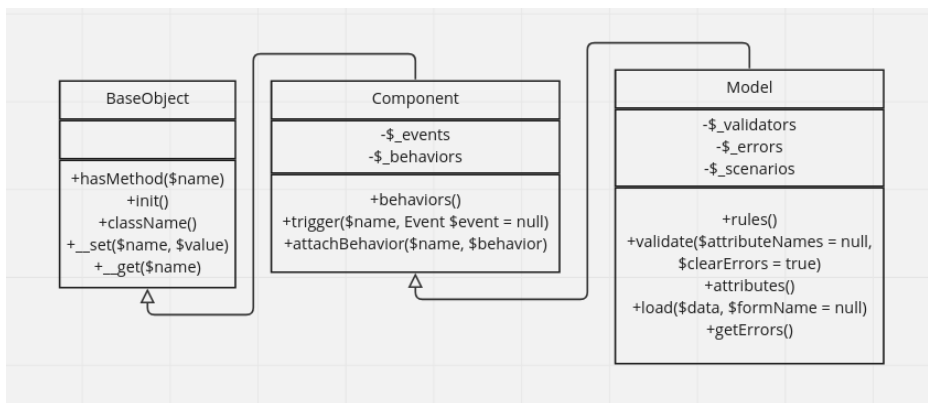 BaseObject
+hasMethod($name)
+init()
+className()
+__set($name, $value)
+__get($name)
Component
-$_events
-$_behaviors
+behaviors()
+trigger($name, Event $event = null)
+attachBehavior($name, $behavior)
Model
-$_validators
-$_errors
-$_scenarios
+rules()
+validate($attributeNames = null,
$clearErrors = true)
+attributes()
+load($data, $formName = null)
+getErrors()